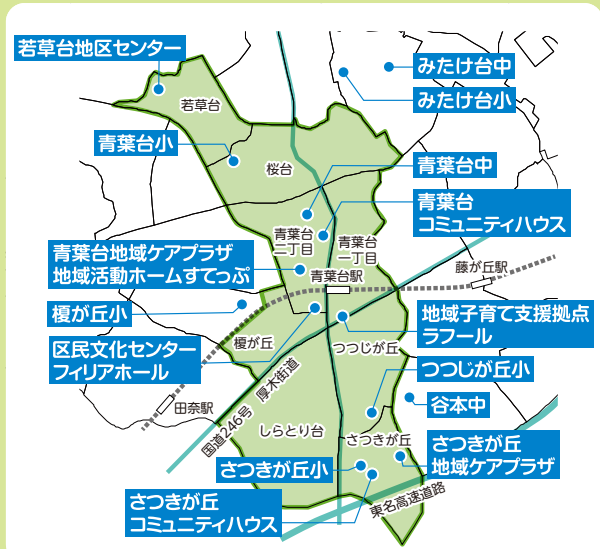 若草台地区センター
みたけ台中
みたけ台小
若草台
青葉台小
桜台
青葉台中
青葉台
コミュニティハウス
青葉台
二丁目
青葉台
一丁目
青葉台地域ケアプラザ
地域活動ホームすてっぷ
青葉台駅
藤が丘駅
榎が丘小
地域子育て支援拠点
ラフール
区民文化センター
フィリアホール
榎が丘
つつじが丘
つつじが丘小
厚木街道
国道246号
田奈駅
谷本中
しらとり台
さつきが丘
さつきが丘
地域ケアプラザ
さつきが丘小
さつきが丘
コミュニティハウス
東名高速道路